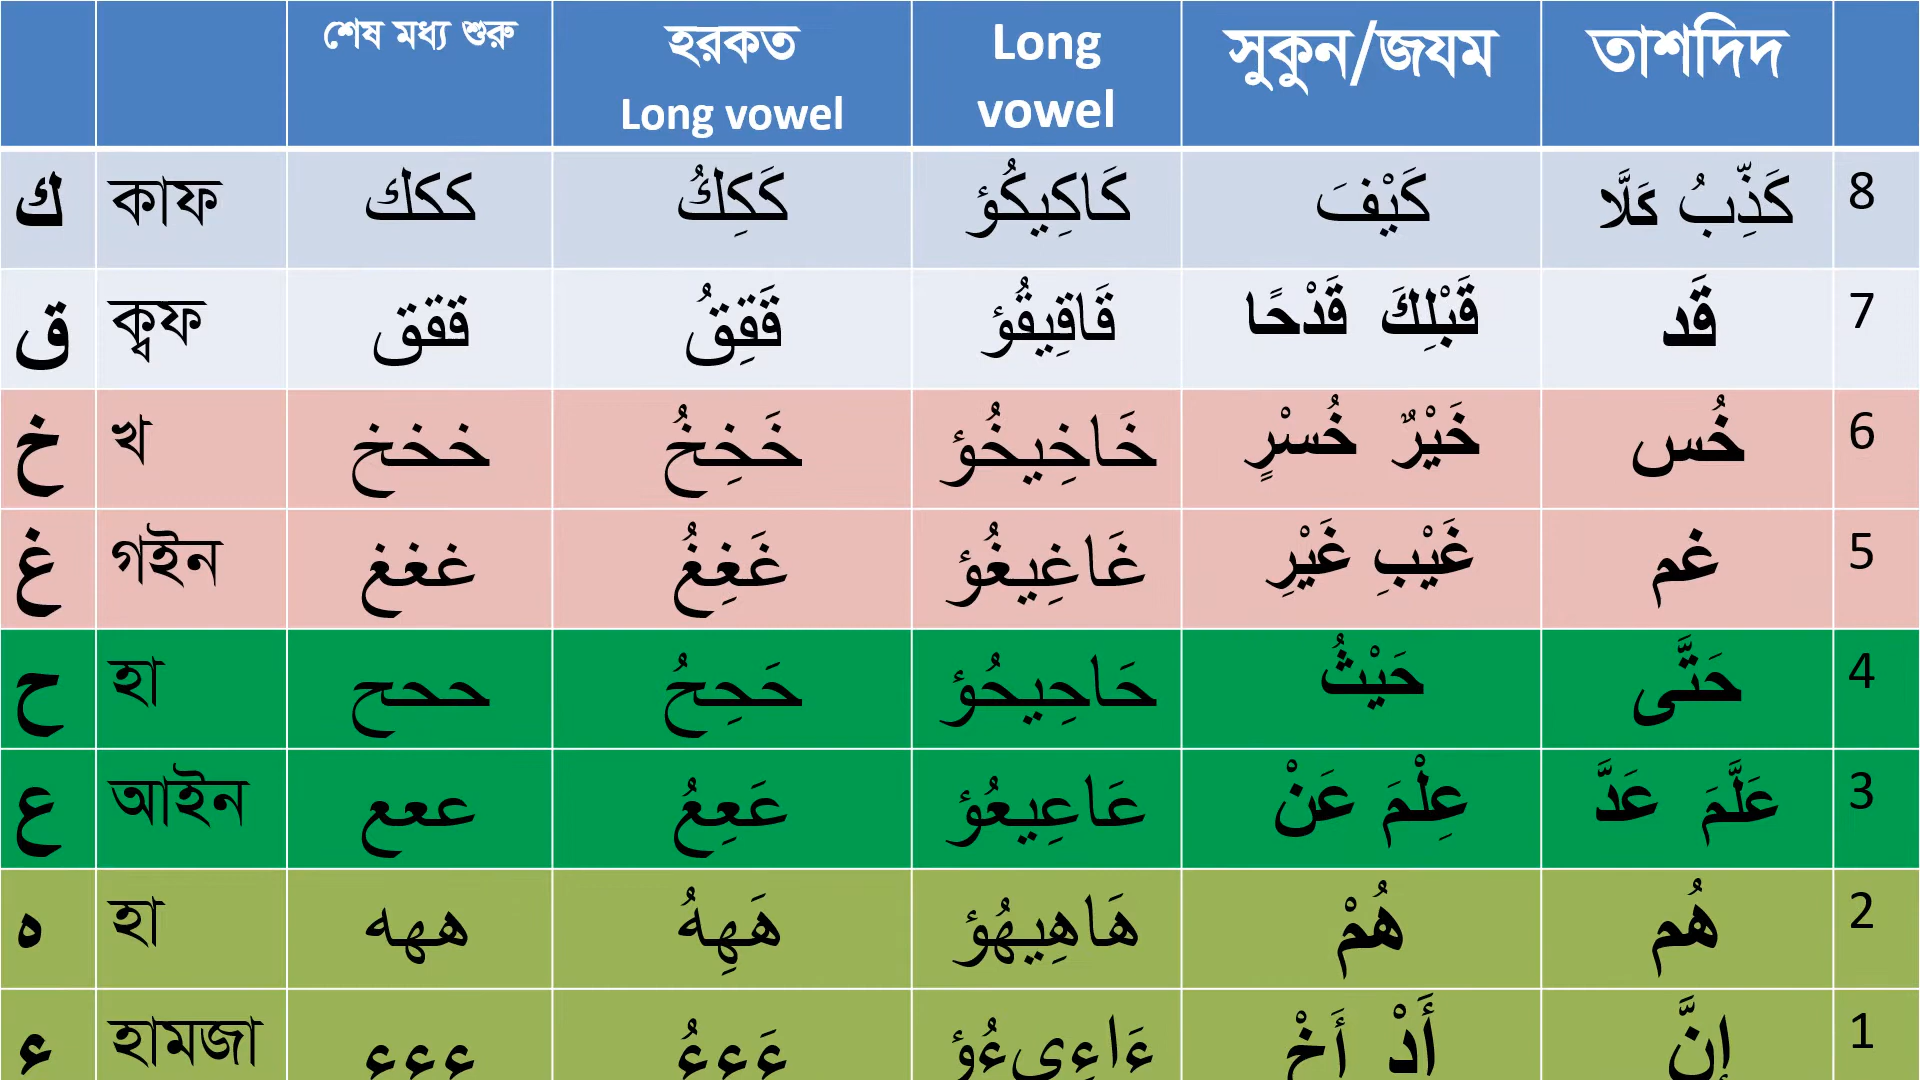 শেষ মধ্য শুরু
হরকত
Long vowel
Long
vowel
সুকুন/জযম
তাশদিদ
ك কাফ ككك كَكِكُ كَاكِيكُؤ كَيْفَ كَذِّبُ كَلَّا 8
ق ক্বফ ققق قَقِقُ قَاقِيقُؤ قَبْلِكَ قَدْحًا قَد 7
خ খ خخخ خَخِخُ خَاخِيخُؤ خَيْرٌ خُسْرٍ خُس 6
غ গইন غغغ غَغِغُ غَاغِيغُؤ غَيْبِ غَيْرِ غم 5
ح হা ححح حَحِحُ حَاحِيحُؤ حَيْثُ حَتَّى 4
ع আইন ععع عَعِعُ عَاعِيعُؤ عِلْمَ عَنْ عَلَّمَ عَدَّ 3
ه হা ههه هَهِهُ هَاهِيهُؤ هُمْ هُم 2
ء হামজা ءءء ءَءِءُ ءَاءِيءُؤ أَدْ أَخْ إنَّ 1